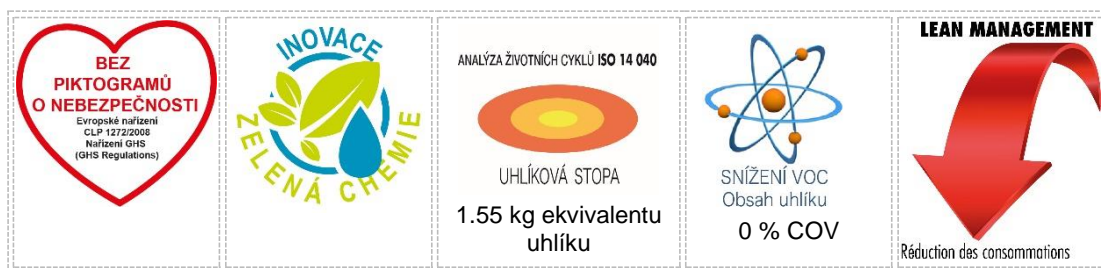 BEZ
PIKTOGRAMŮ
O NEBEZPEČNOSTI
Evropské nařízení
CLP 1272/2008
Nařízení GHS
(GHS Regulations)
INOVACE
ZELENÁ CHEMIE
ANALÝZA ŽIVOTNÍCH CYKLŮ ISO 14 040
UHLÍKOVÁ STOPA
1.55 kg ekvivalentu
uhlíku
SNÍŽENÍ VOC
Obsah uhlíku
0 % COV
LEAN MANAGEMENT
Réduction des consommations